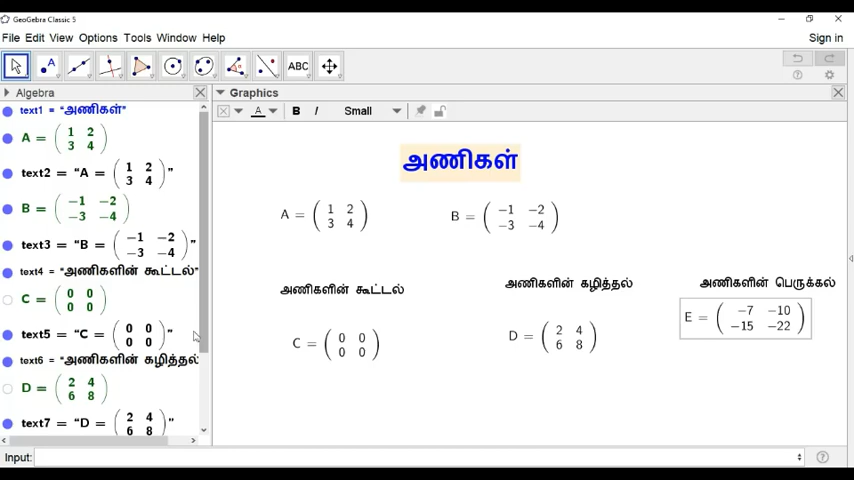 GeoGebra Classic 5
File Edit View Options Tools Window Help
Sign in
ABC
Algebra
Graphics
B I Small
text1 = "அணிகள்"
A = ( 1 2
3 4 )
text2 = "A = ( 1 2
3 4 )"
B = ( −1 −2
−3 −4 )
text3 = "B = ( −1 −2
−3 −4 )"
text4 = "அணிகளின் கூட்டல்"
C = ( 0 0
0 0 )
text5 = "C = ( 0 0
0 0 )"
text6 = "அணிகளின் கழித்தல்
D = ( 2 4
6 8 )
text7 = "D = ( 2 4
6 8 )"
அணிகள்
A = ( 1 2
3 4 )
B = ( −1 −2
−3 −4 )
அணிகளின் கூட்டல்
அணிகளின் கழித்தல்
அணிகளின் பெருக்கல்
C = ( 0 0
0 0 )
D = ( 2 4
6 8 )
E = ( −7 −10
−15 −22 )
Input: